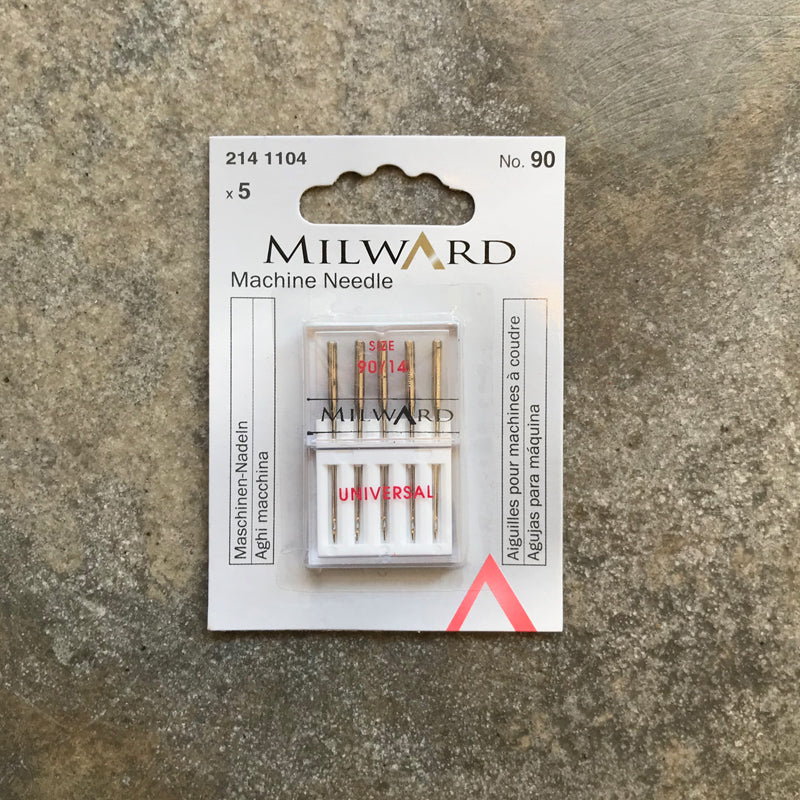 214 1104
No. 90
x 5
MILWARD
Machine Needle
Maschinen-Nadeln
Aghi macchina
SIZE
90/14
MILWARD
UNIVERSAL
Aiguilles pour machines à coudre
Agujas para máquina